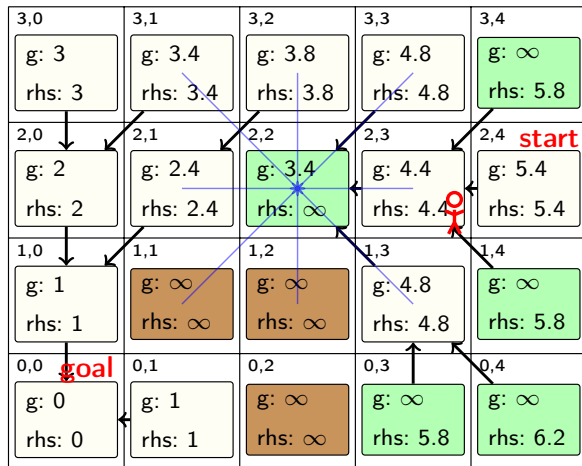 3,0 3,1 3,2 3,3 3,4
g: 3 g: 3.4 g: 3.8 g: 4.8 g: ∞
rhs: 3 rhs: 3.4 rhs: 3.8 rhs: 4.8 rhs: 5.8
2,0 2,1 2,2 2,3 2,4
start
g: 2 g: 2.4 g: 3.4 g: 4.4 g: 5.4
rhs: 2 rhs: 2.4 rhs: ∞ rhs: 4.4 rhs: 5.4
1,0 1,1 1,2 1,3 1,4
g: 1 g: ∞ g: ∞ g: 4.8 g: ∞
rhs: 1 rhs: ∞ rhs: ∞ rhs: 4.8 rhs: 5.8
0,0 0,1 0,2 0,3 0,4
goal
g: 0 g: 1 g: ∞ g: ∞ g: ∞
rhs: 0 rhs: 1 rhs: ∞ rhs: 5.8 rhs: 6.2